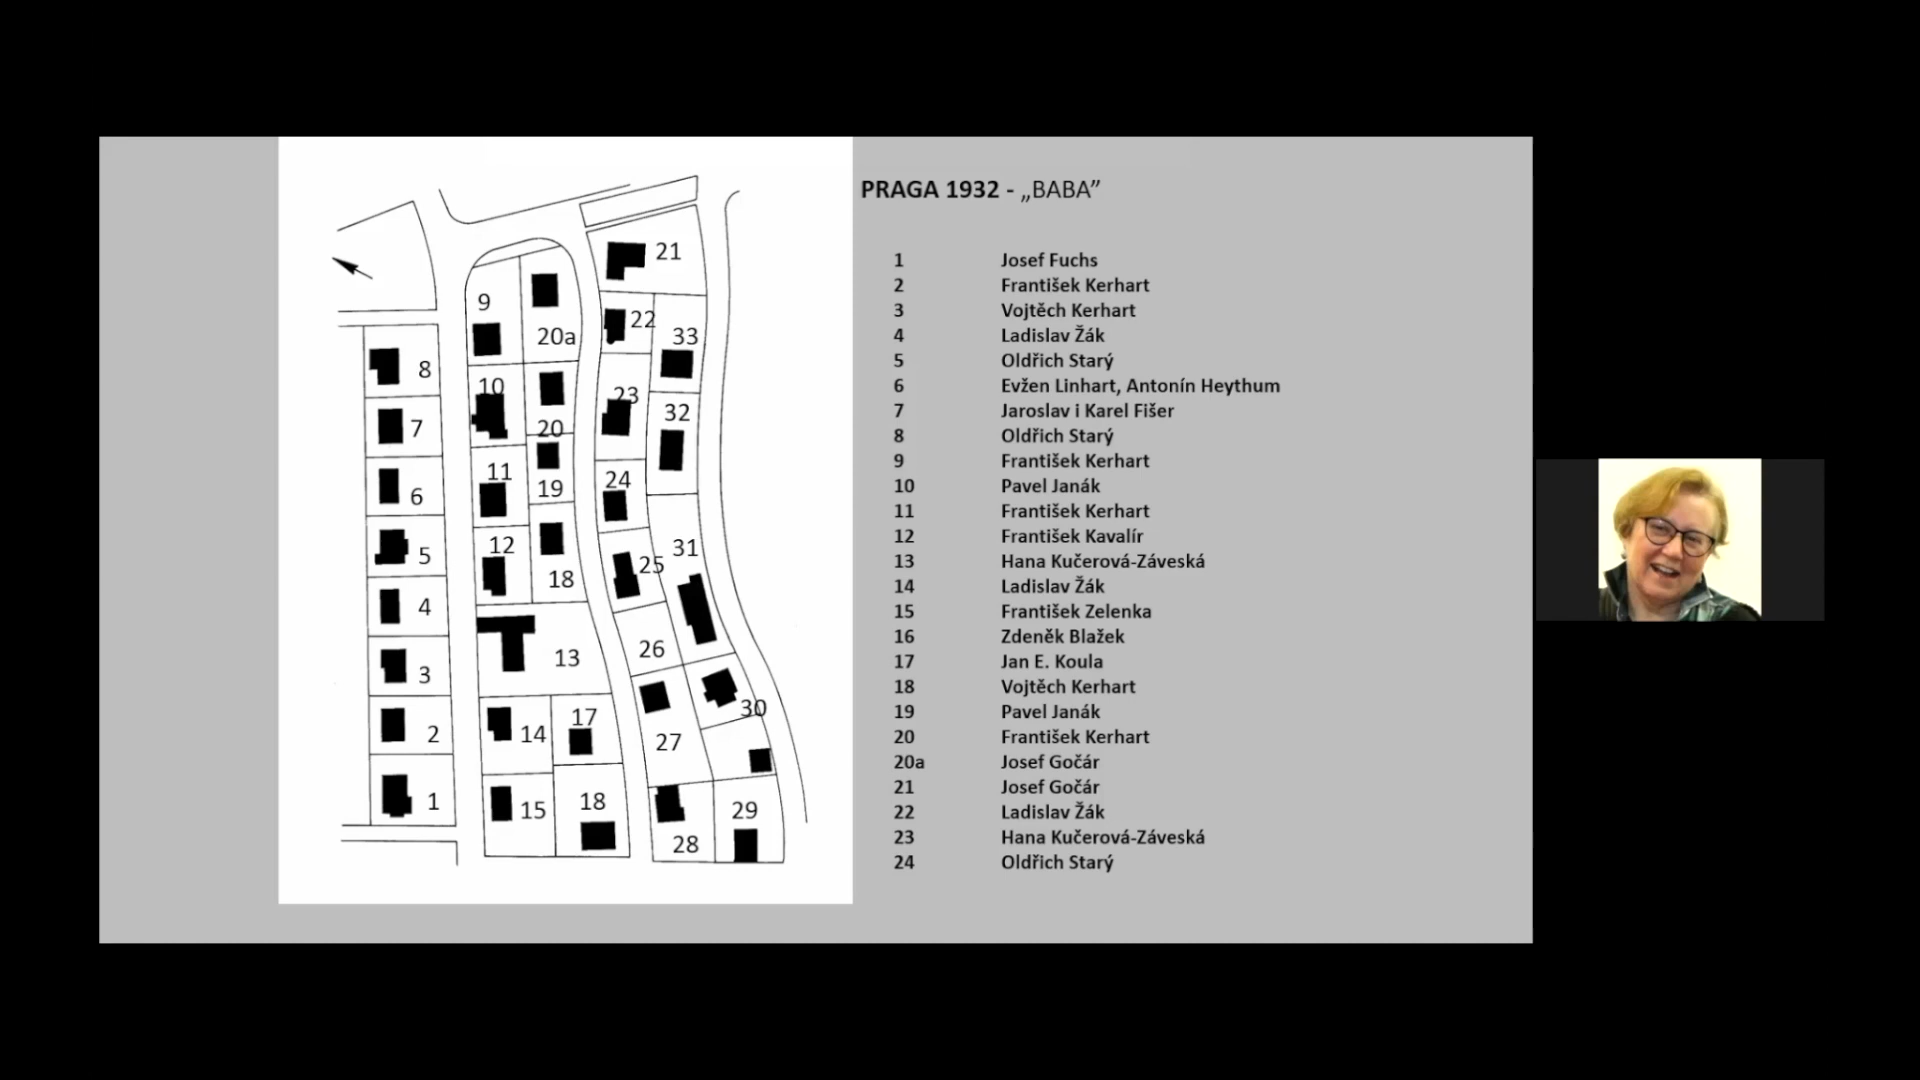 PRAGA 1932 - „BABA”
1 Josef Fuchs
2 František Kerhart
3 Vojtěch Kerhart
4 Ladislav Žák
5 Oldřich Starý
6 Evžen Linhart, Antonín Heythum
7 Jaroslav i Karel Fišer
8 Oldřich Starý
9 František Kerhart
10 Pavel Janák
11 František Kerhart
12 František Kavalír
13 Hana Kučerová-Záveská
14 Ladislav Žák
15 František Zelenka
16 Zdeněk Blažek
17 Jan E. Koula
18 Vojtěch Kerhart
19 Pavel Janák
20 František Kerhart
20a Josef Gočár
21 Josef Gočár
22 Ladislav Žák
23 Hana Kučerová-Záveská
24 Oldřich Starý
8
7
6
5
4
3
2
1
9
10
11
12
13
14
15
20a
20
19
18
17
18
21
22
23
24
25
26
27
28
33
32
31
30
29